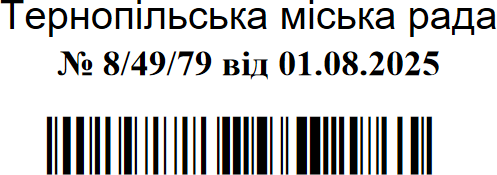 Тернопільська міська рада
№ 8/49/79 від 01.08.2025